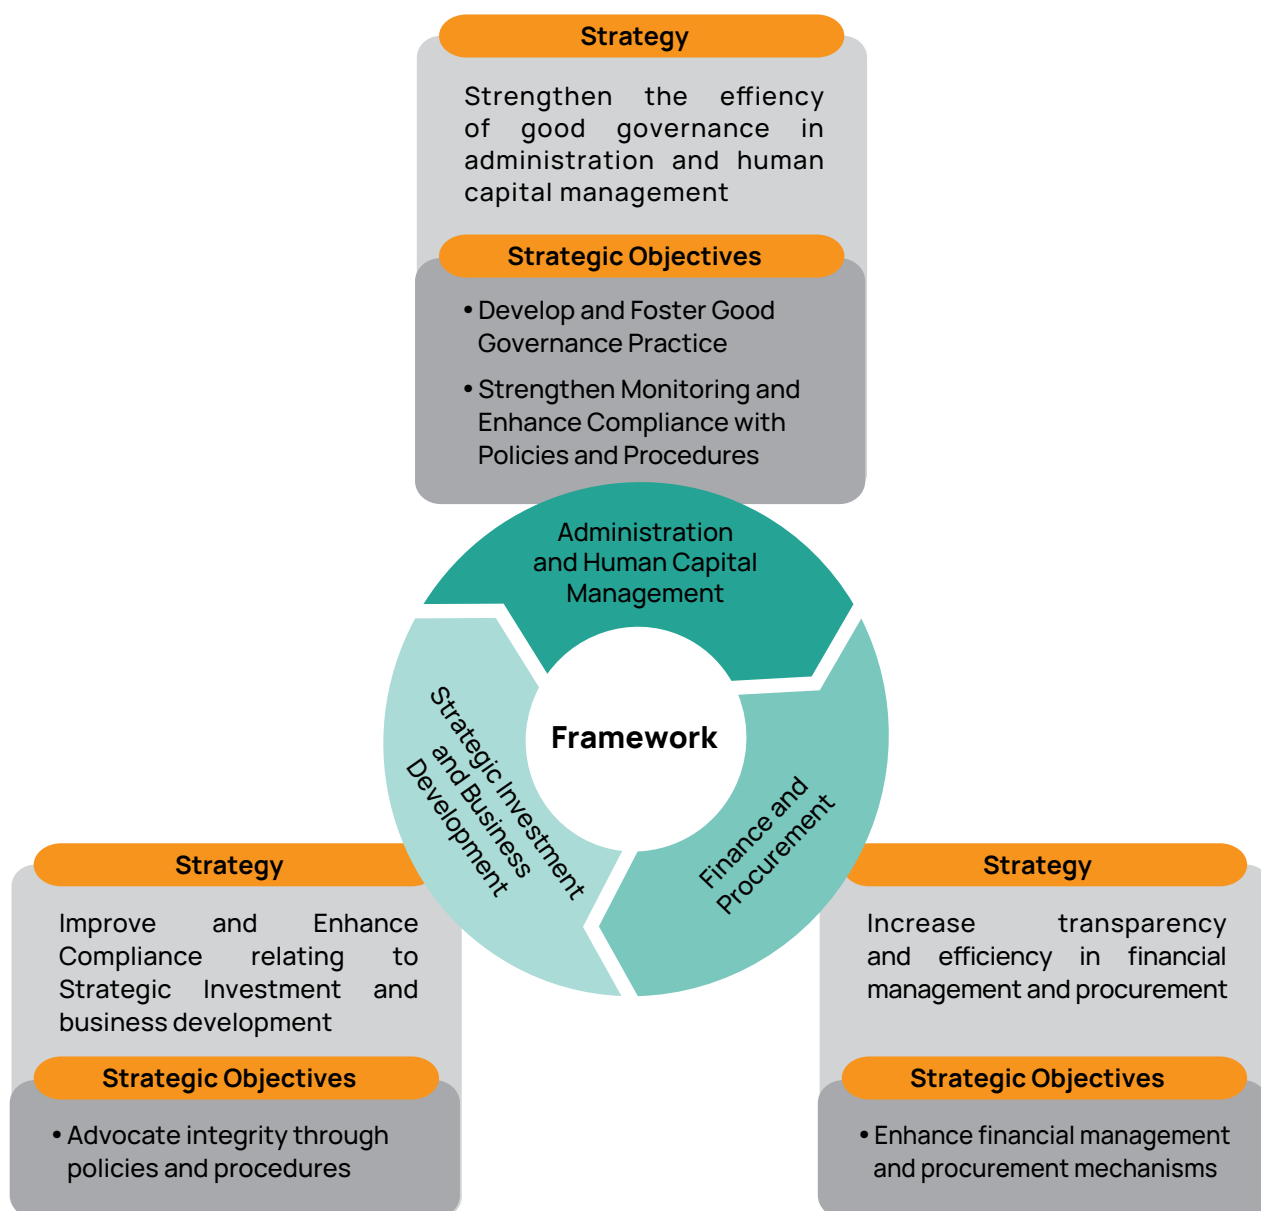 Strategy
Strengthen the effiency
of good governance in
administration and human
capital management
Strategic Objectives
• Develop and Foster Good
Governance Practice
• Strengthen Monitoring and
Enhance Compliance with
Policies and Procedures
Administration
and Human Capital
Management
Framework
Strategic Investment
and Business
Development
Finance and
Procurement
Strategy
Improve and Enhance
Compliance relating to
Strategic Investment and
business development
Strategic Objectives
• Advocate integrity through
policies and procedures
Strategy
Increase transparency
and efficiency in financial
management and procurement
Strategic Objectives
• Enhance financial management
and procurement mechanisms